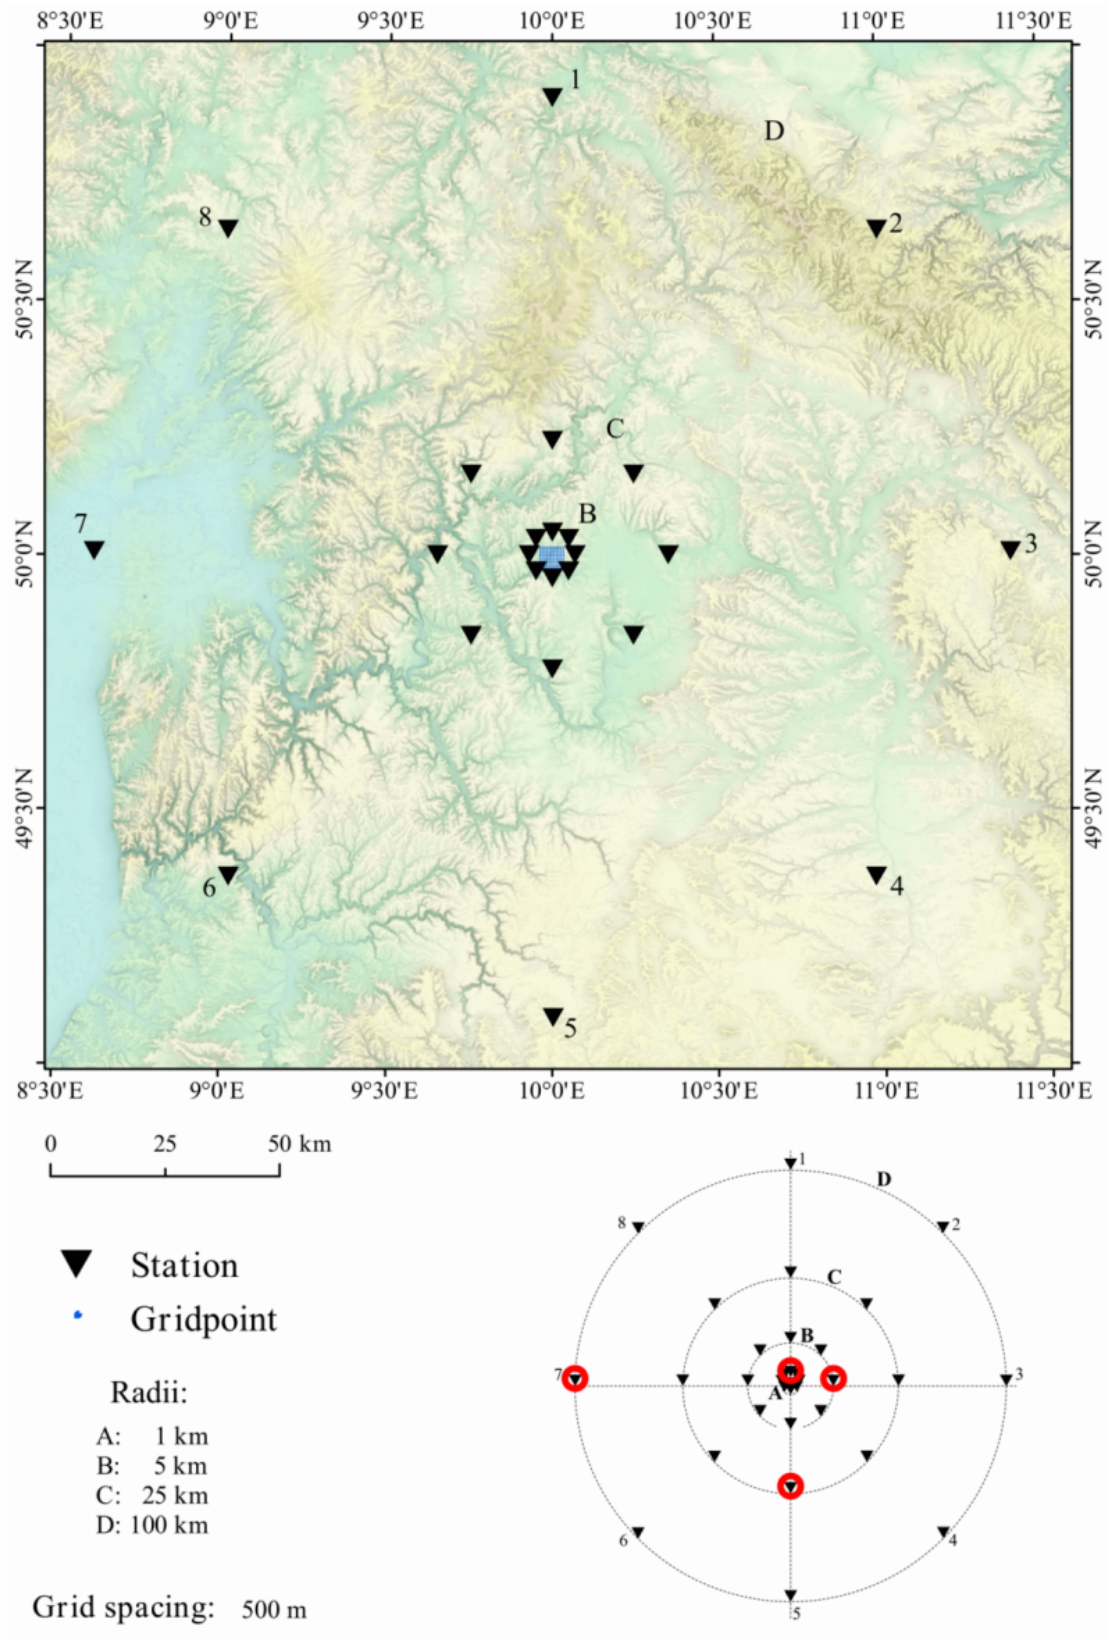 8°30'E 9°0'E 9°30'E 10°0'E 10°30'E 11°0'E 11°30'E
1
D
8
2
50°30'N 50°30'N
C
B
7
3
50°0'N 50°0'N
49°30'N 49°30'N
6
4
5
8°30'E 9°0'E 9°30'E 10°0'E 10°30'E 11°0'E 11°30'E
0 25 50 km
Station
Gridpoint
Radii:
A: 1 km
B: 5 km
C: 25 km
D: 100 km
Grid spacing: 500 m
1
D
8
2
C
B
7
3
A
6
4
5